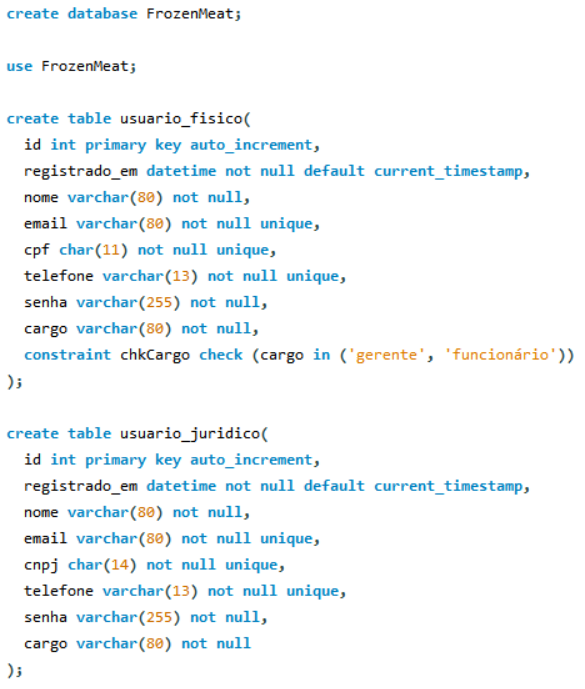 create database FrozenMeat;
use FrozenMeat;
create table usuario_fisico(
id int primary key auto_increment,
registrado_em datetime not null default current_timestamp,
nome varchar(80) not null,
email varchar(80) not null unique,
cpf char(11) not null unique,
telefone varchar(13) not null unique,
senha varchar(255) not null,
cargo varchar(80) not null,
constraint chkCargo check (cargo in ('gerente', 'funcionário'))
);
create table usuario_juridico(
id int primary key auto_increment,
registrado_em datetime not null default current_timestamp,
nome varchar(80) not null,
email varchar(80) not null unique,
cnpj char(14) not null unique,
telefone varchar(13) not null unique,
senha varchar(255) not null,
cargo varchar(80) not null
);